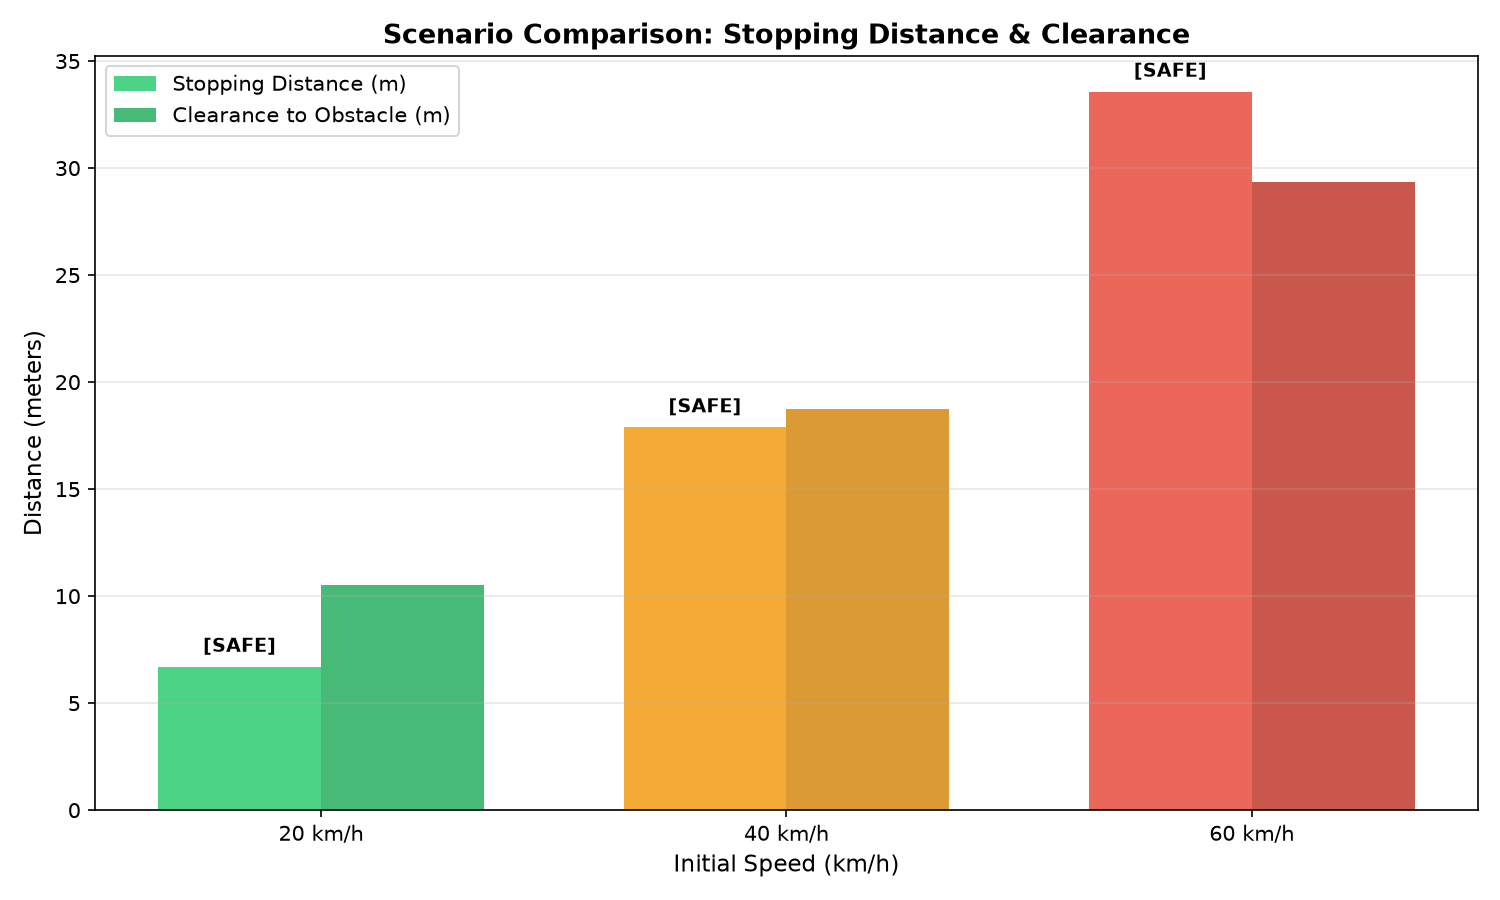 Scenario Comparison: Stopping Distance & Clearance
Stopping Distance (m)
Clearance to Obstacle (m)
[SAFE]
[SAFE]
[SAFE]
35
30
25
20
15
10
5
0
Distance (meters)
20 km/h
40 km/h
60 km/h
Initial Speed (km/h)